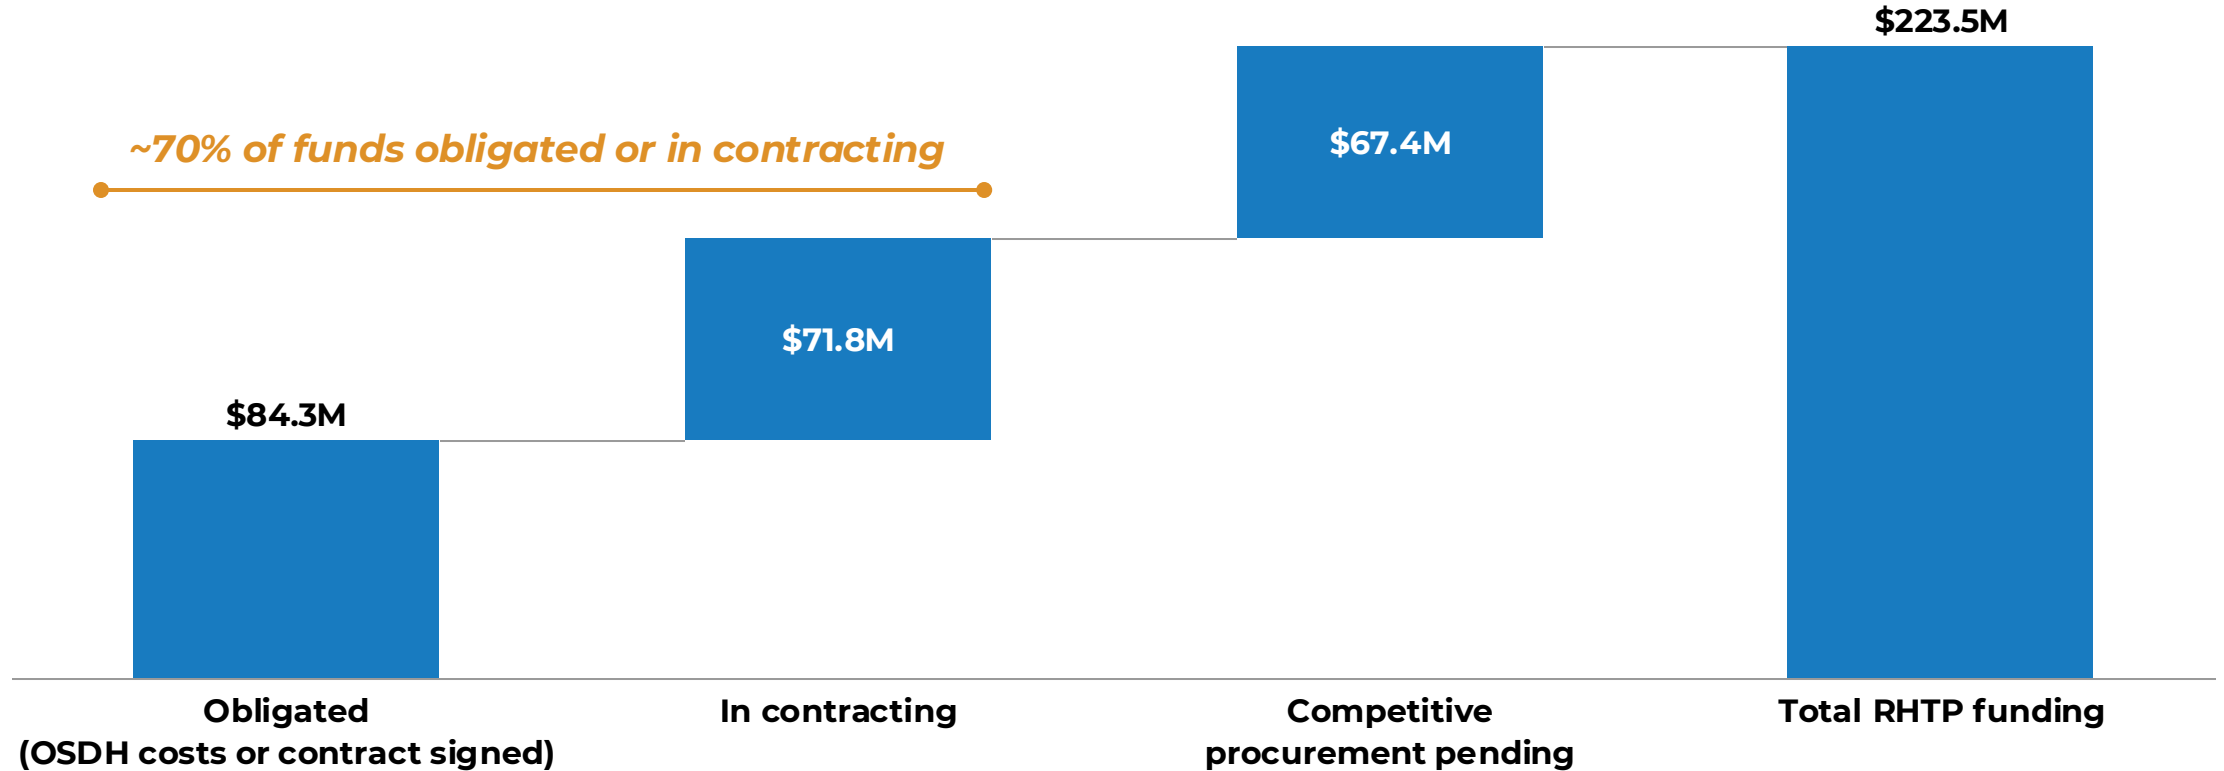 $223.5M
~70% of funds obligated or in contracting
$67.4M
$71.8M
$84.3M
Obligated
(OSDH costs or contract signed)
In contracting
Competitive
procurement pending
Total RHTP funding